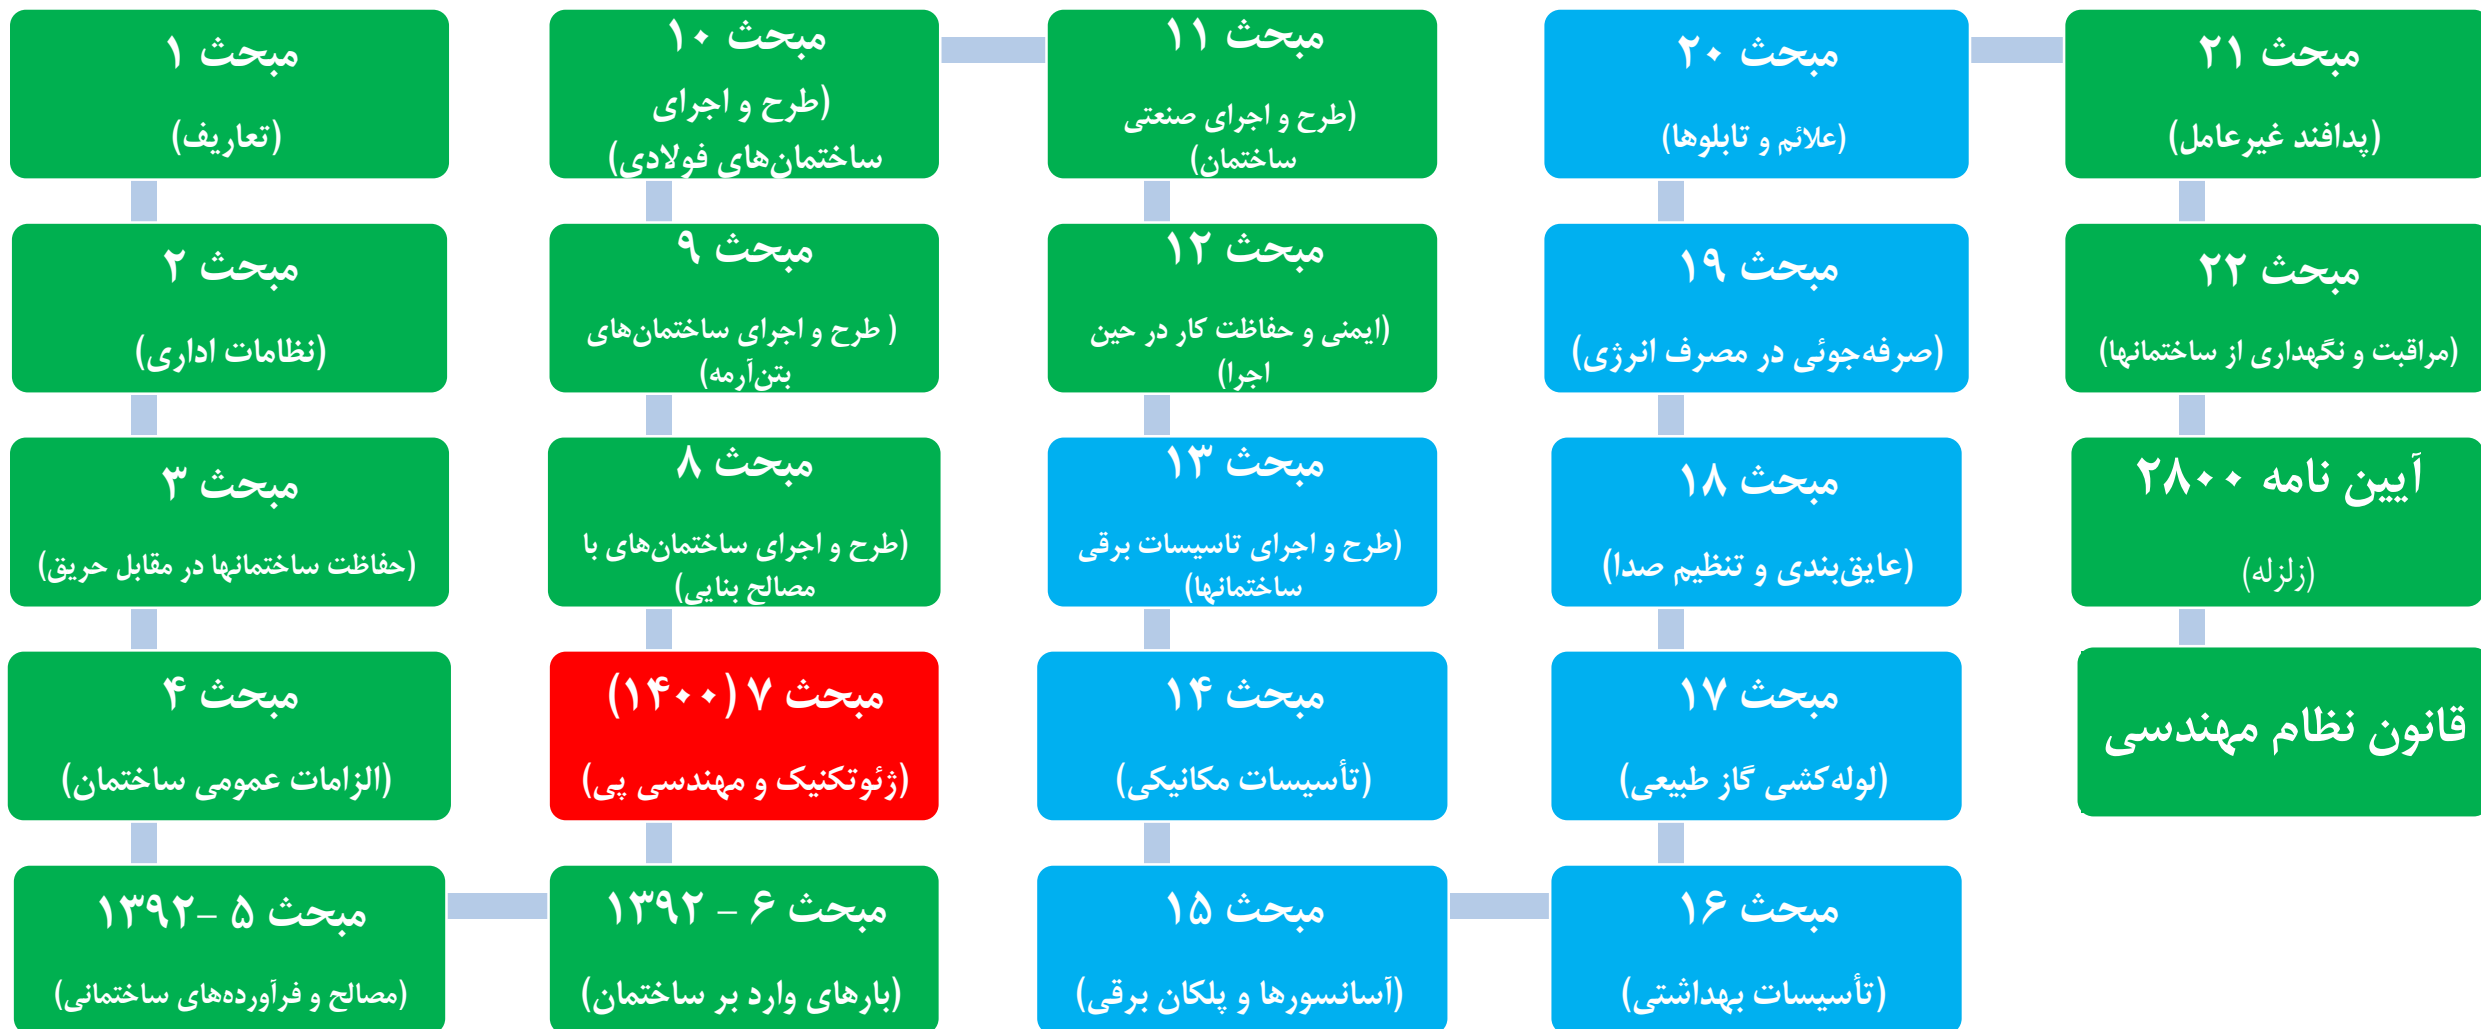 مبحث ۱
(تعاریف)
مبحث ۲
(نظامات اداری)
مبحث ۳
(حفاظت ساختمانها در مقابل حریق)
مبحث ۴
(الزامات عمومی ساختمان)
مبحث ۵ –۱۳۹۲
(مصالح و فرآورده‌های ساختمانی)
مبحث ۶ – ۱۳۹۲
(بارهای وارد بر ساختمان)
مبحث ۷ (۱۴۰۰)
(ژئوتکنیک و مهندسی پی)
مبحث ۸
(طرح و اجرای ساختمان‌های با
مصالح بنایی)
مبحث ۹
( طرح و اجرای ساختمان‌های
بتن‌آرمه)
مبحث ۱۰
(طرح و اجرای
ساختمان‌های فولادی)
مبحث ۱۱
(طرح و اجرای صنعتی
ساختمان)
مبحث ۱۲
(ایمنی و حفاظت کار در حین
اجرا)
مبحث ۱۳
(طرح و اجرای تاسیسات برقی
ساختمانها)
مبحث ۱۴
(تأسیسات مکانیکی)
مبحث ۱۵
(آسانسورها و پلکان برقی)
مبحث ۱۶
(تأسیسات بهداشتی)
مبحث ۱۷
(لوله‌کشی گاز طبیعی)
مبحث ۱۸
(عایق‌بندی و تنظیم صدا)
مبحث ۱۹
(صرفه‌جوئی در مصرف انرژی)
مبحث ۲۰
(علائم و تابلوها)
مبحث ۲۱
(پدافند غیرعامل)
مبحث ۲۲
(مراقبت و نگهداری از ساختمانها)
آیین نامه ۲۸۰۰
(زلزله)
قانون نظام مهندسی